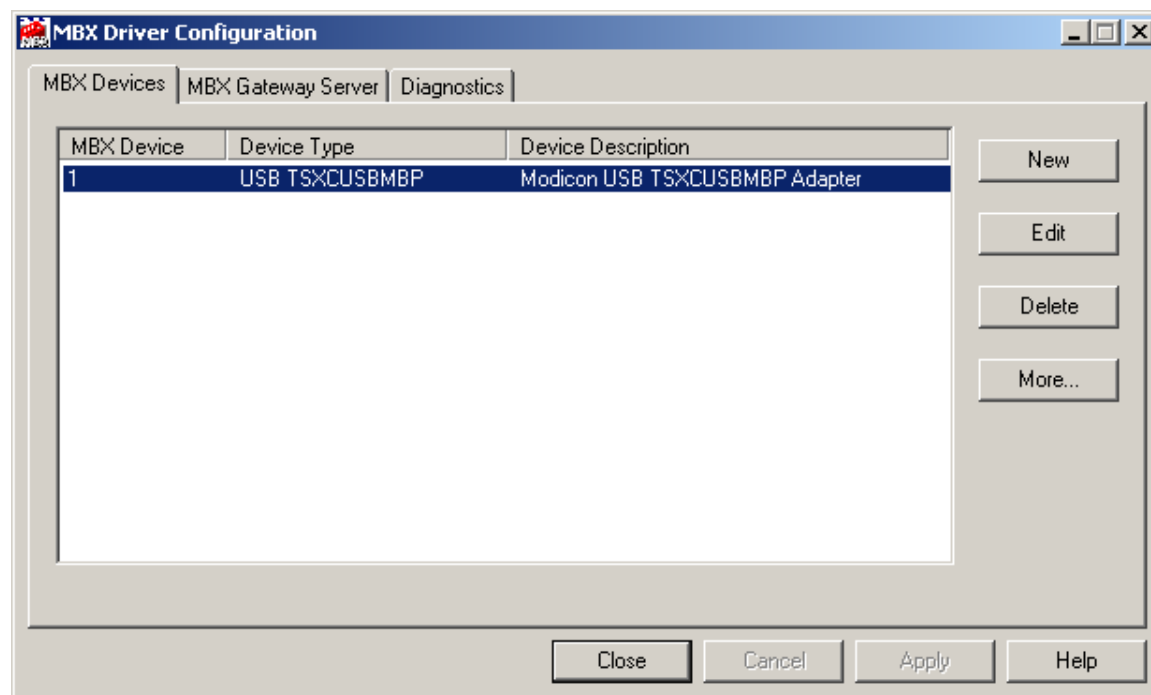 MBX Driver Configuration
MBX Devices MBX Gateway Server Diagnostics
MBX Device Device Type Device Description
1 USB TSXCUSBMBP Modicon USB TSXCUSBMBP Adapter
New
Edit
Delete
More...
Close Cancel Apply Help